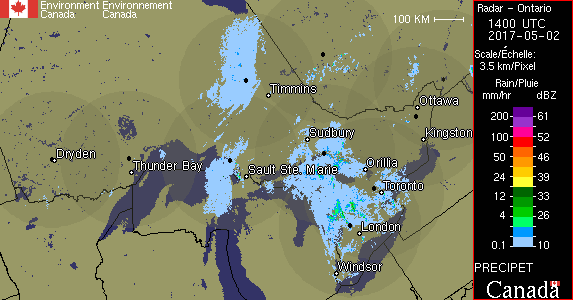 Environment Environnement
Canada Canada
100 KM
Timmins
Ottawa
Sudbury
Kingston
Dryden
Thunder Bay
Sault Ste. Marie
Orillia
Toronto
London
Windsor
Radar - Ontario
1400 UTC
2017-05-02
Scale/Échelle:
3.5 km/Pixel
Rain/Pluie
mm/hr dBZ
200 61
100 52
50 46
24 39
12 33
4 26
0.1 10
PRECIPET
Canada